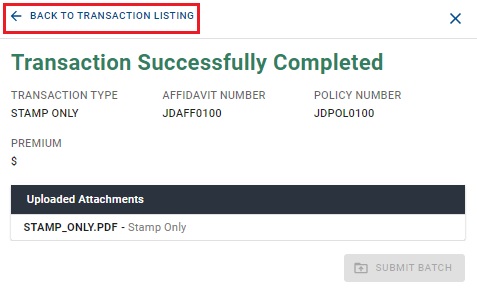 BACK TO TRANSACTION LISTING
Transaction Successfully Completed
TRANSACTION TYPE AFFIDAVIT NUMBER POLICY NUMBER
STAMP ONLY JDAFF0100 JDPOL0100
PREMIUM
$
Uploaded Attachments
STAMP_ONLY.PDF - Stamp Only
SUBMIT BATCH